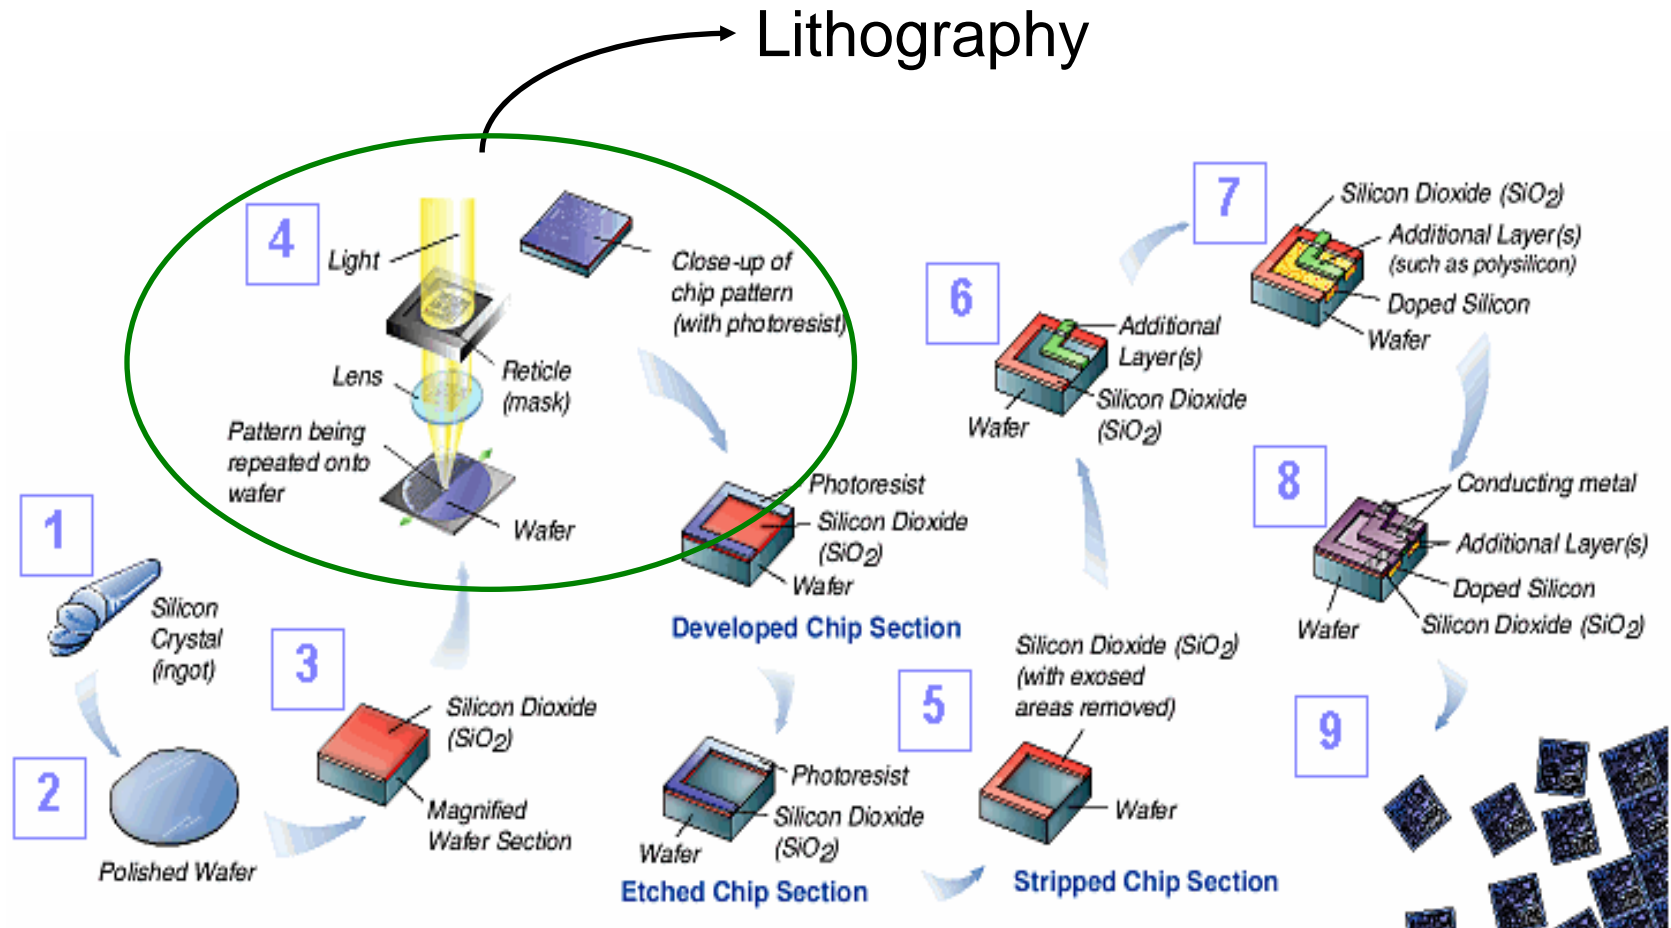 Lithography
4
Light
Close-up of
chip pattern
(with photoresist)
Reticle
(mask)
Lens
Pattern being
repeated onto
wafer
Wafer
1
Silicon
Crystal
(ingot)
2
Polished Wafer
3
Silicon Dioxide
(SiO2)
Magnified
Wafer Section
Photoresist
Silicon Dioxide
(SiO2)
Wafer
Developed Chip Section
Photoresist
Silicon Dioxide
(SiO2)
Wafer
Etched Chip Section
5
Silicon Dioxide (SiO2)
(with exosed
areas removed)
Wafer
Stripped Chip Section
6
Additional
Layer(s)
Silicon Dioxide
(SiO2)
Wafer
7
Silicon Dioxide (SiO2)
Additional Layer(s)
(such as polysilicon)
Doped Silicon
Wafer
8
Conducting metal
Additional Layer(s)
Doped Silicon
Silicon Dioxide (SiO2)
Wafer
9